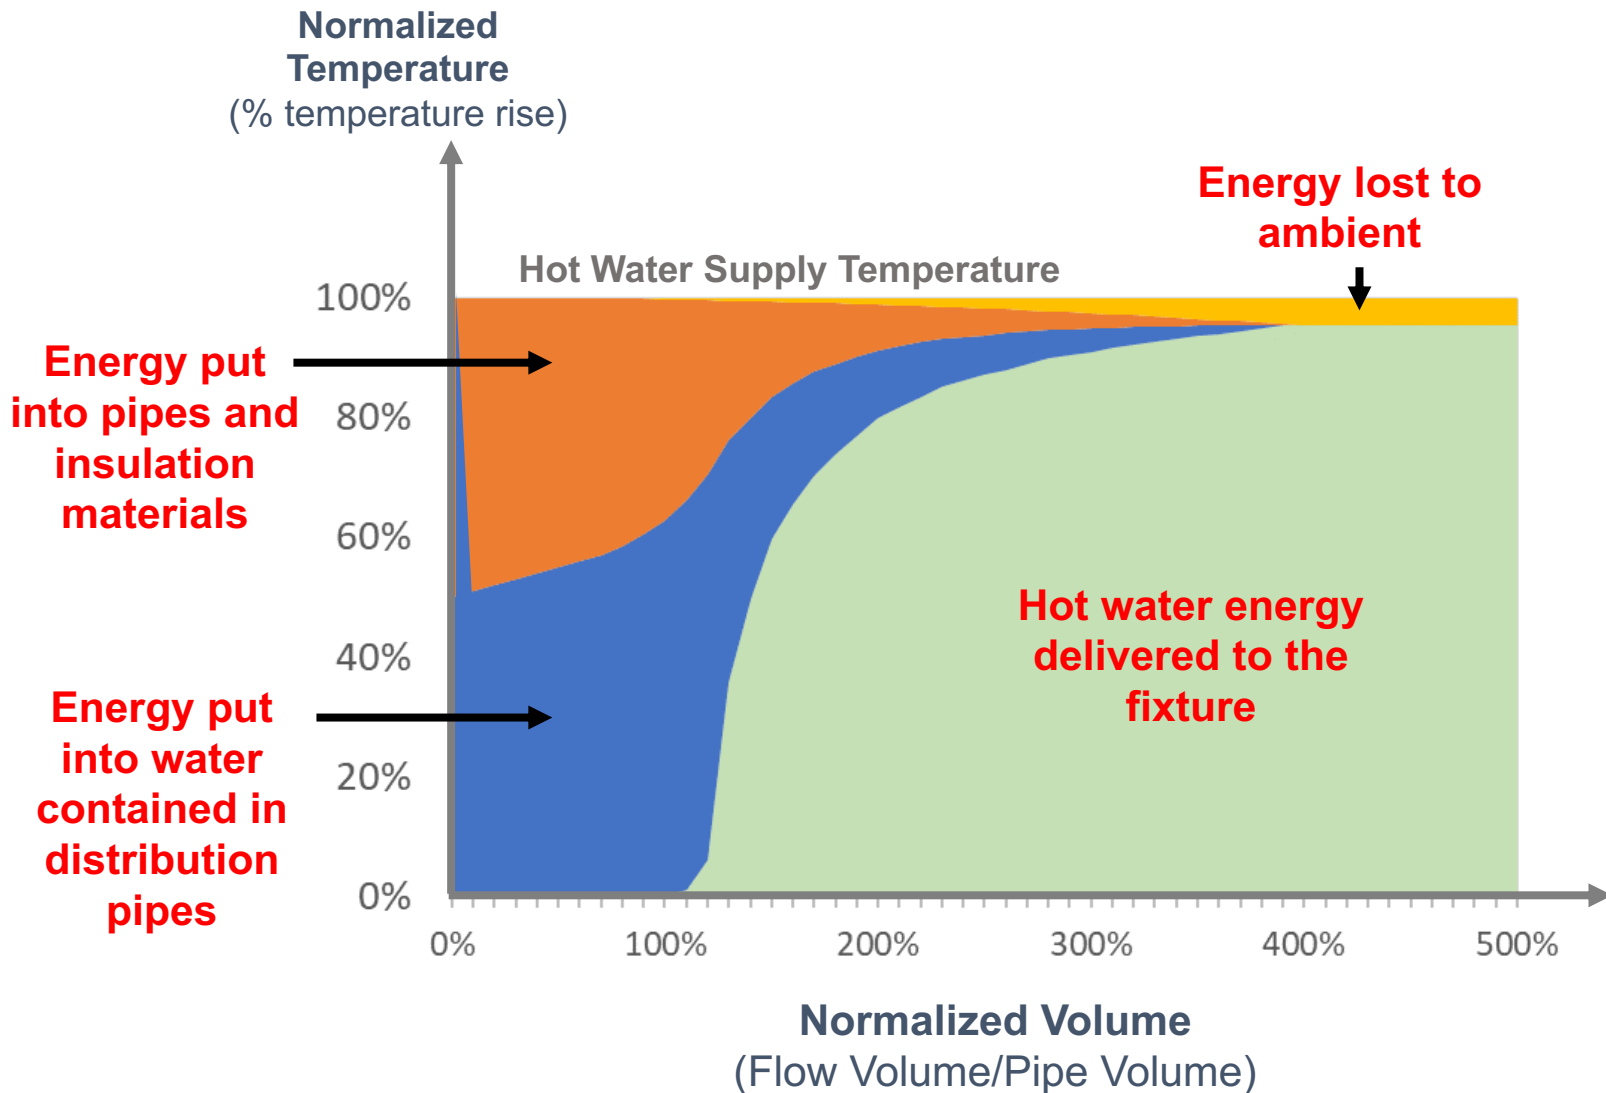 Normalized
Temperature
(% temperature rise)
Energy lost to
ambient
Hot Water Supply Temperature
100%
80%
60%
40%
20%
0%
Energy put
into pipes and
insulation
materials
Energy put
into water
contained in
distribution
pipes
Hot water energy
delivered to the
fixture
0% 100% 200% 300% 400% 500%
Normalized Volume
(Flow Volume/Pipe Volume)